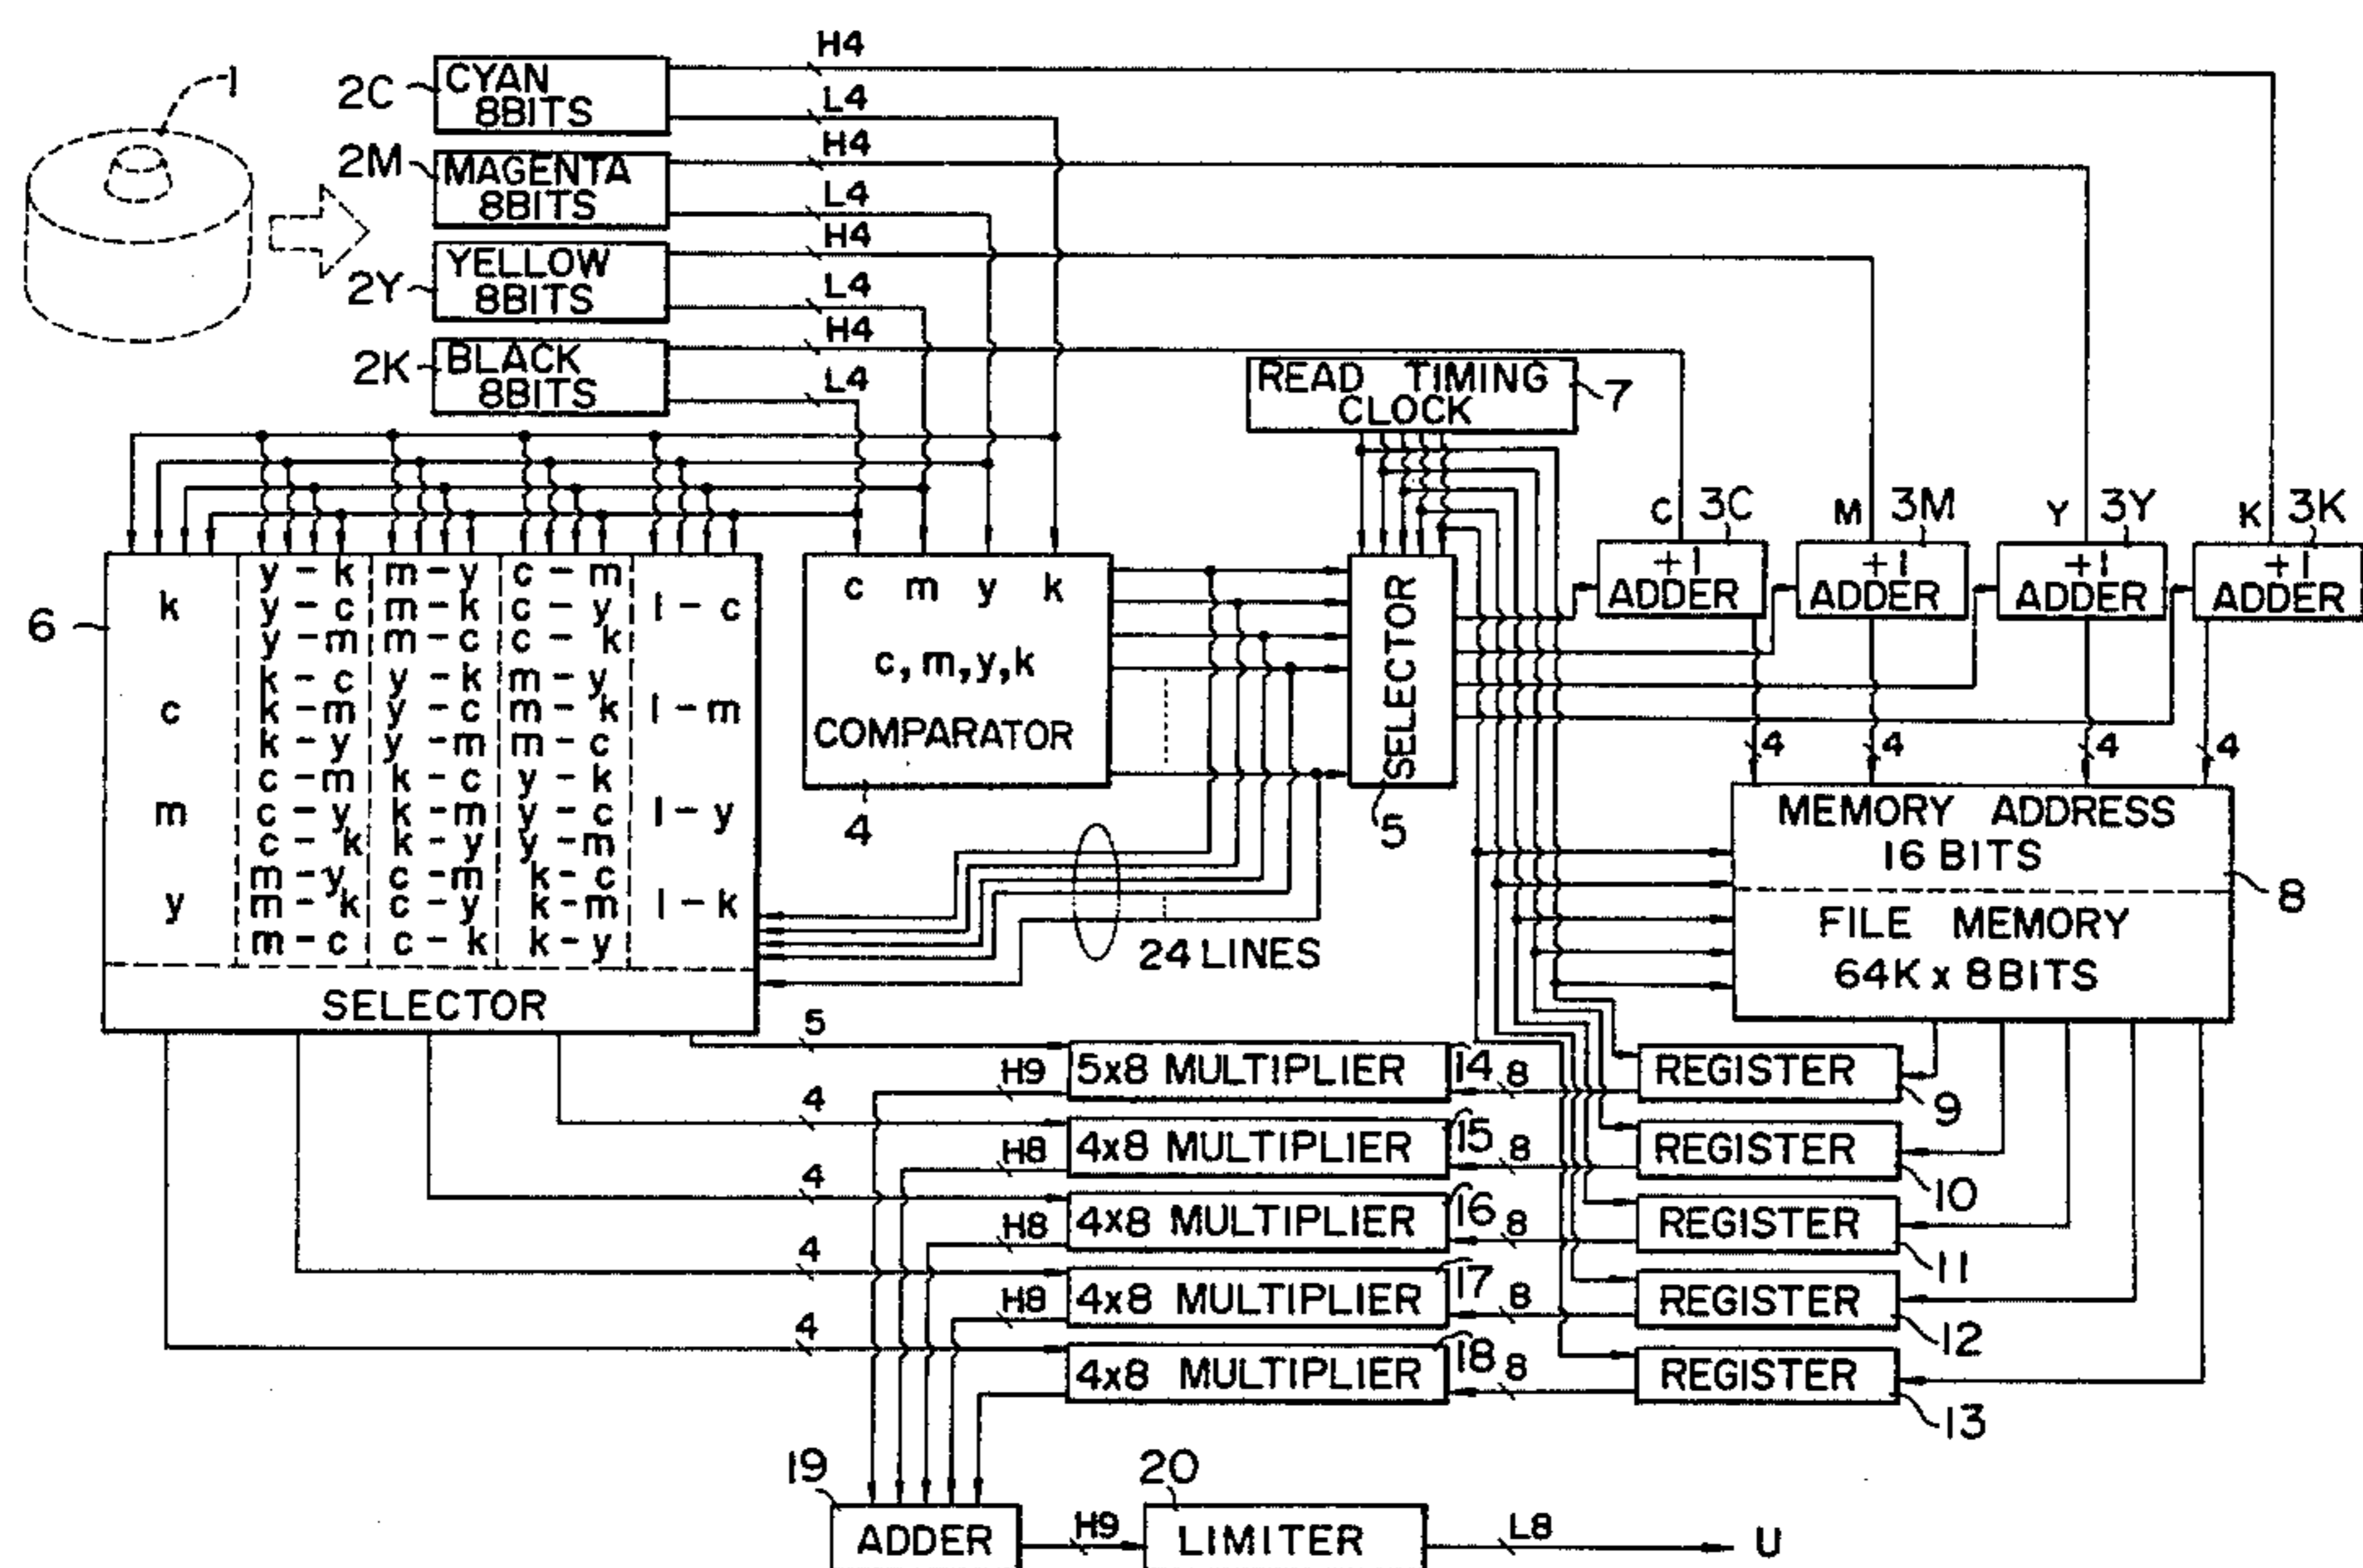 1
H4
2C CYAN
8BITS
L4
H4
2M MAGENTA
8BITS
L4
H4
2Y YELLOW
8BITS
L4
H4
2K BLACK
8BITS
L4
READ TIMING
CLOCK
7
C 3C
M 3M
Y 3Y
K 3K
+1
ADDER
+1
ADDER
+1
ADDER
+1
ADDER
6
k
c
m
y
y-k m-y c-m
y-c m-k c-y
y-m m-c c-k
k-c y-k m-y
k-m y-c m-k
k-y y-m m-c
c-m k-c y-k
c-y k-m y-c
c-k k-y y-m
m-y c-m k-c
m-k c-y k-m
m-c c-k k-y
1-c
1-m
1-y
1-k
SELECTOR
c m y k
c,m,y,k
COMPARATOR
4
SELECTOR
5
24 LINES
4 4 4 4
MEMORY ADDRESS
16 BITS
FILE MEMORY
64K x 8BITS
8
5
H9
5x8 MULTIPLIER
14
8
REGISTER
9
4
H8
4x8 MULTIPLIER
15
8
REGISTER
10
4
H8
4x8 MULTIPLIER
16
8
REGISTER
11
4
H8
4x8 MULTIPLIER
17
8
REGISTER
12
4
4x8 MULTIPLIER
18
8
REGISTER
13
19
ADDER
H9
20
LIMITER
L8
U